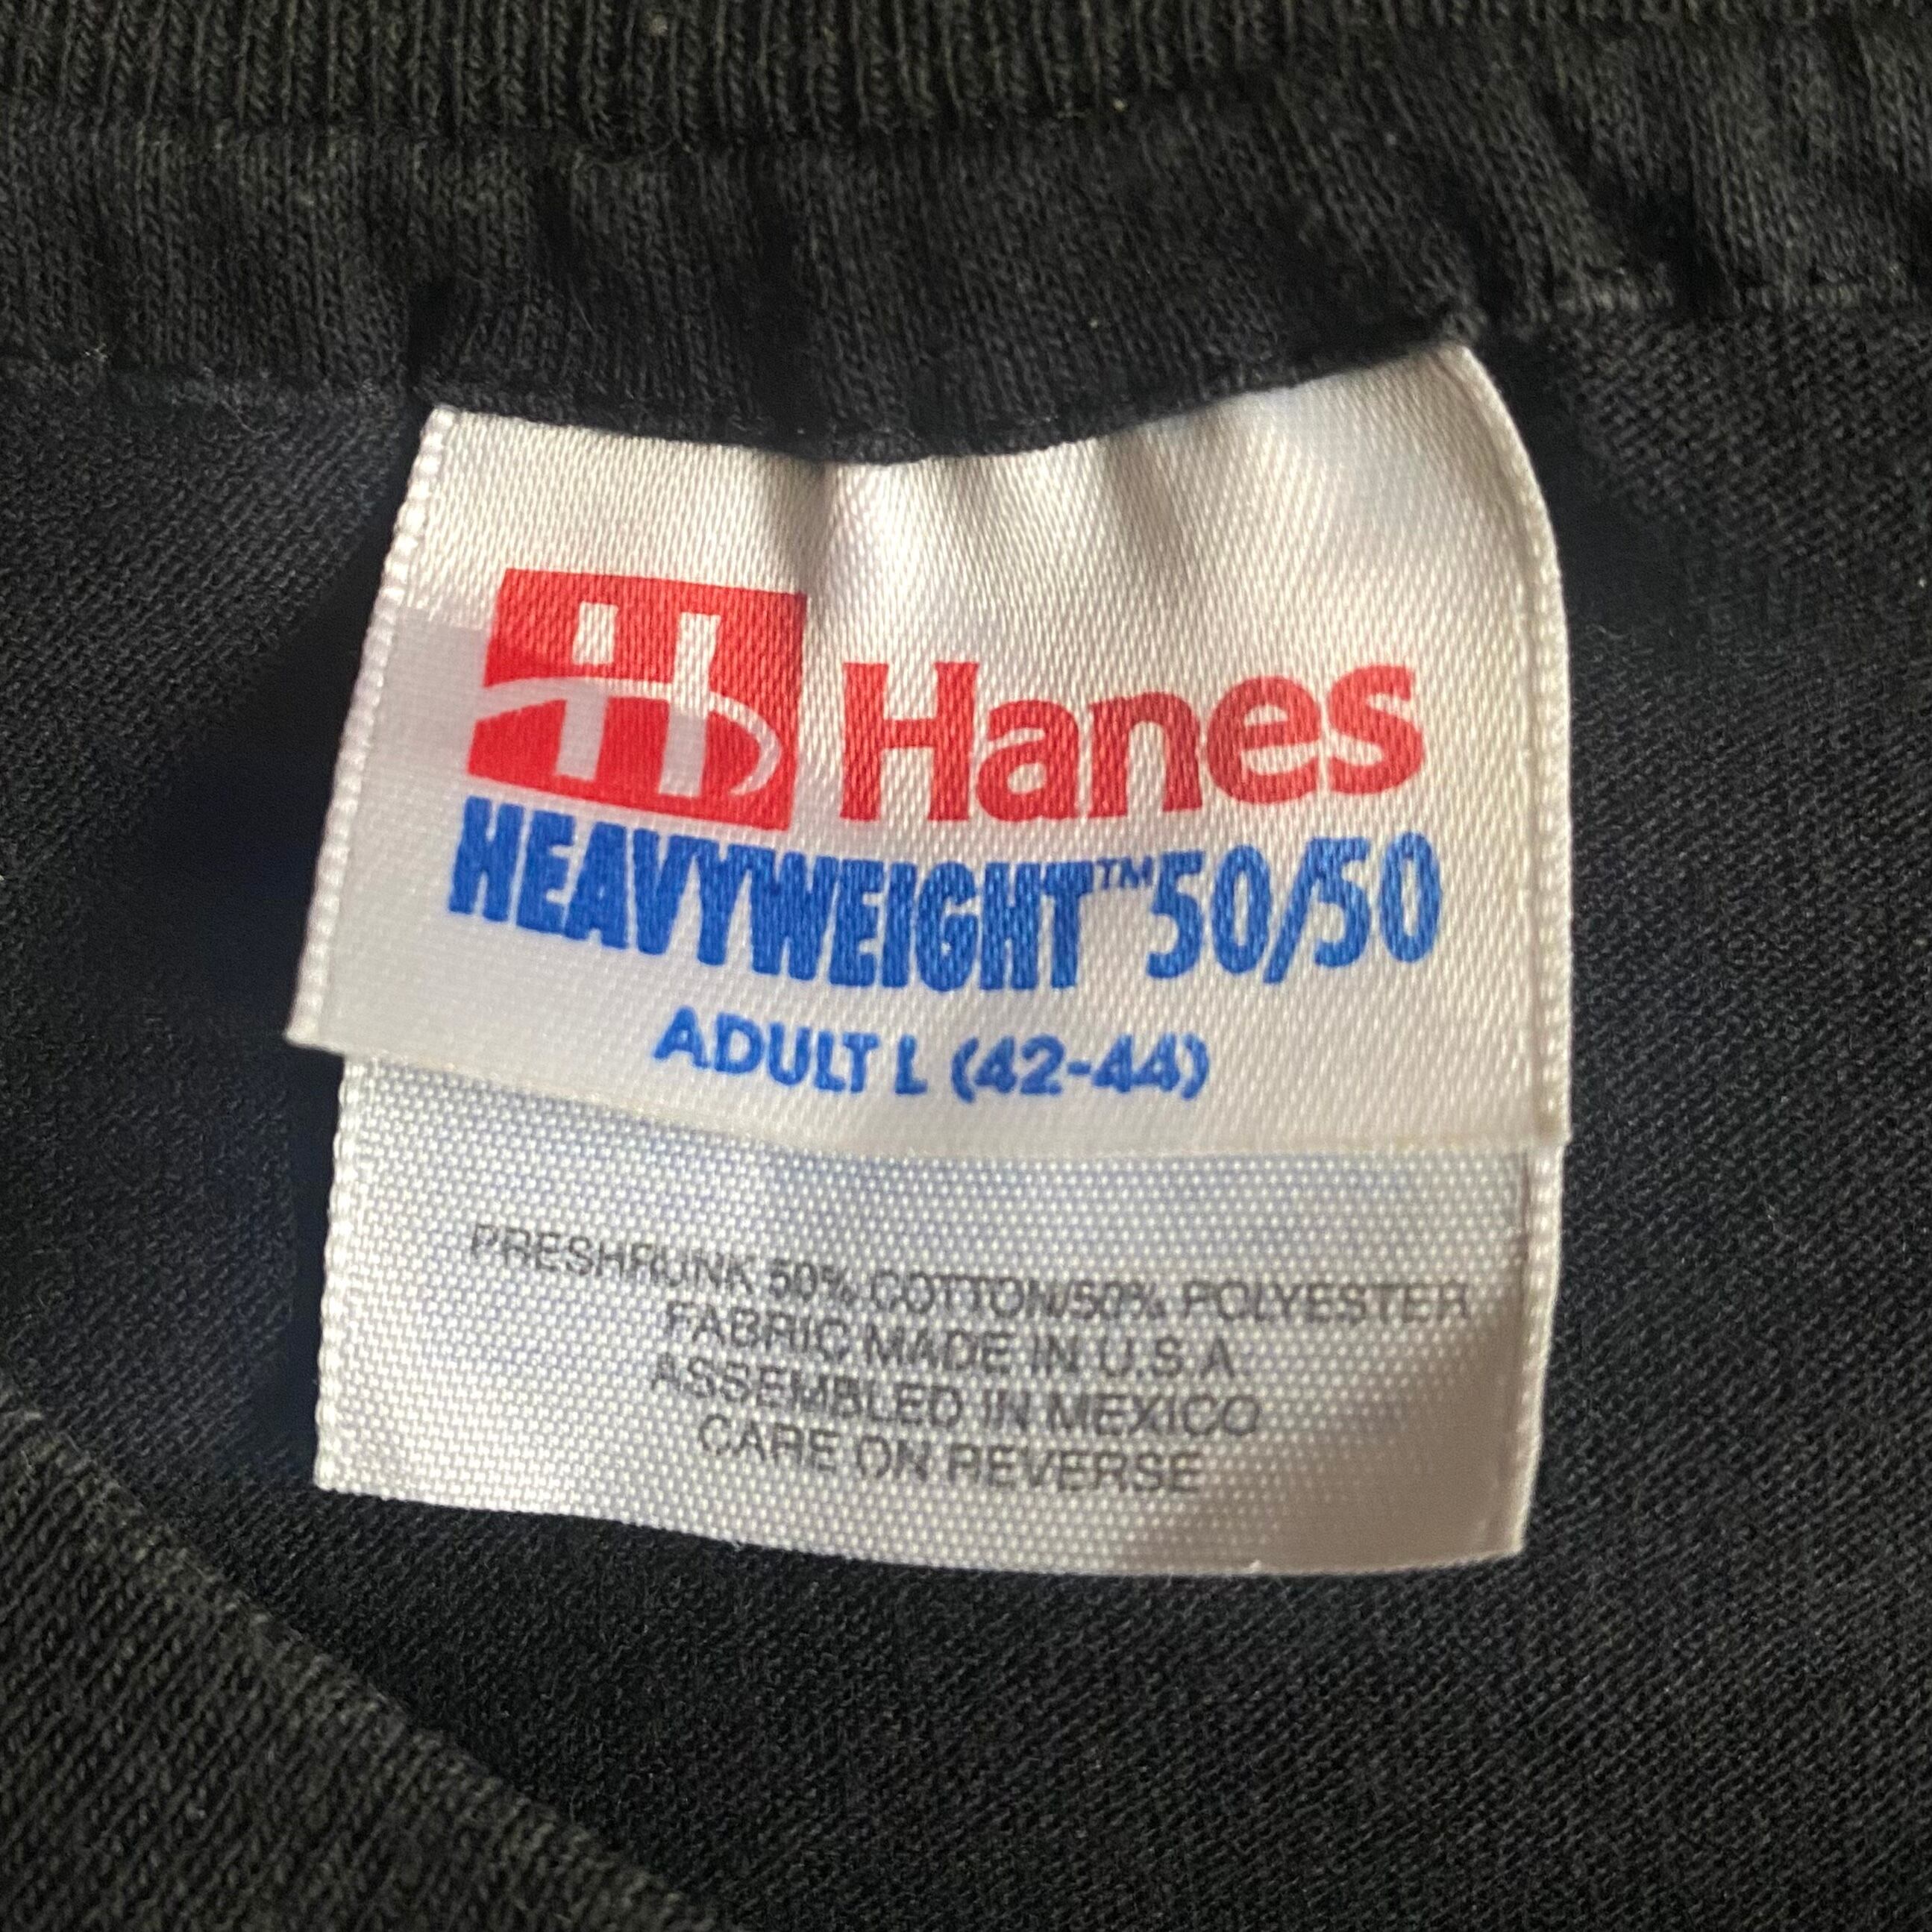 Hanes
HEAVYWEIGHT™ 50/50
ADULT L (42-44)
PRESHRUNK 50% COTTON/50% POLYESTER
FABRIC MADE IN U.S.A.
ASSEMBLED IN MEXICO
CARE ON REVERSE